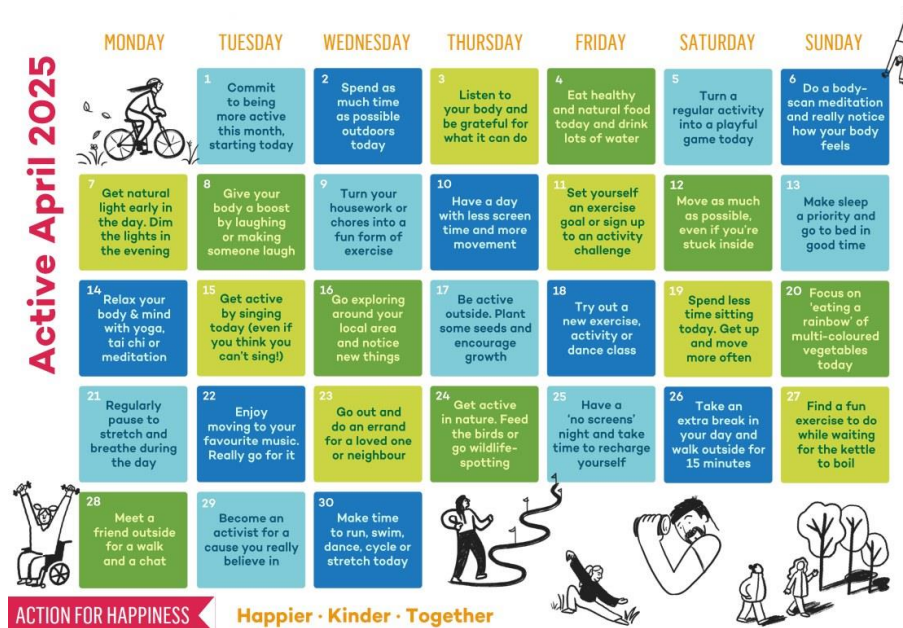 Active April 2025
MONDAY
TUESDAY
WEDNESDAY
THURSDAY
FRIDAY
SATURDAY
SUNDAY
1
Commit
to being
more active
this month,
starting today
2
Spend as
much time
as possible
outdoors
today
3
Listen to
your body and
be grateful for
what it can do
4
Eat healthy
and natural food
today and drink
lots of water
5
Turn a
regular activity
into a playful
game today
6
Do a body-
scan meditation
and really notice
how your body
feels
7
Get natural
light early in
the day. Dim
the lights in
the evening
8
Give your
body a boost
by laughing
or making
someone laugh
9
Turn your
housework or
chores into a
fun form of
exercise
10
Have a day
with less screen
time and more
movement
11
Set yourself
an exercise
goal or sign up
to an activity
challenge
12
Move as much
as possible,
even if you're
stuck inside
13
Make sleep
a priority and
go to bed in
good time
14
Relax your
body & mind
with yoga,
tai chi or
meditation
15
Get active
by singing
today (even if
you think you
can't sing!)
16
Go exploring
around your
local area
and notice
new things
17
Be active
outside. Plant
some seeds and
encourage
growth
18
Try out a
new exercise,
activity or
dance class
19
Spend less
time sitting
today. Get up
and move
more often
20
Focus on
'eating a
rainbow' of
multi-coloured
vegetables
today
21
Regularly
pause to
stretch and
breathe during
the day
22
Enjoy
moving to your
favourite music.
Really go for it
23
Go out and
do an errand
for a loved one
or neighbour
24
Get active
in nature. Feed
the birds or
go wildlife-
spotting
25
Have a
'no screens'
night and take
time to recharge
yourself
26
Take an
extra break in
your day and
walk outside for
15 minutes
27
Find a fun
exercise to do
while waiting
for the kettle
to boil
28
Meet a
friend outside
for a walk
and a chat
29
Become an
activist for a
cause you really
believe in
30
Make time
to run, swim,
dance, cycle or
stretch today
ACTION FOR HAPPINESS
Happier · Kinder · Together